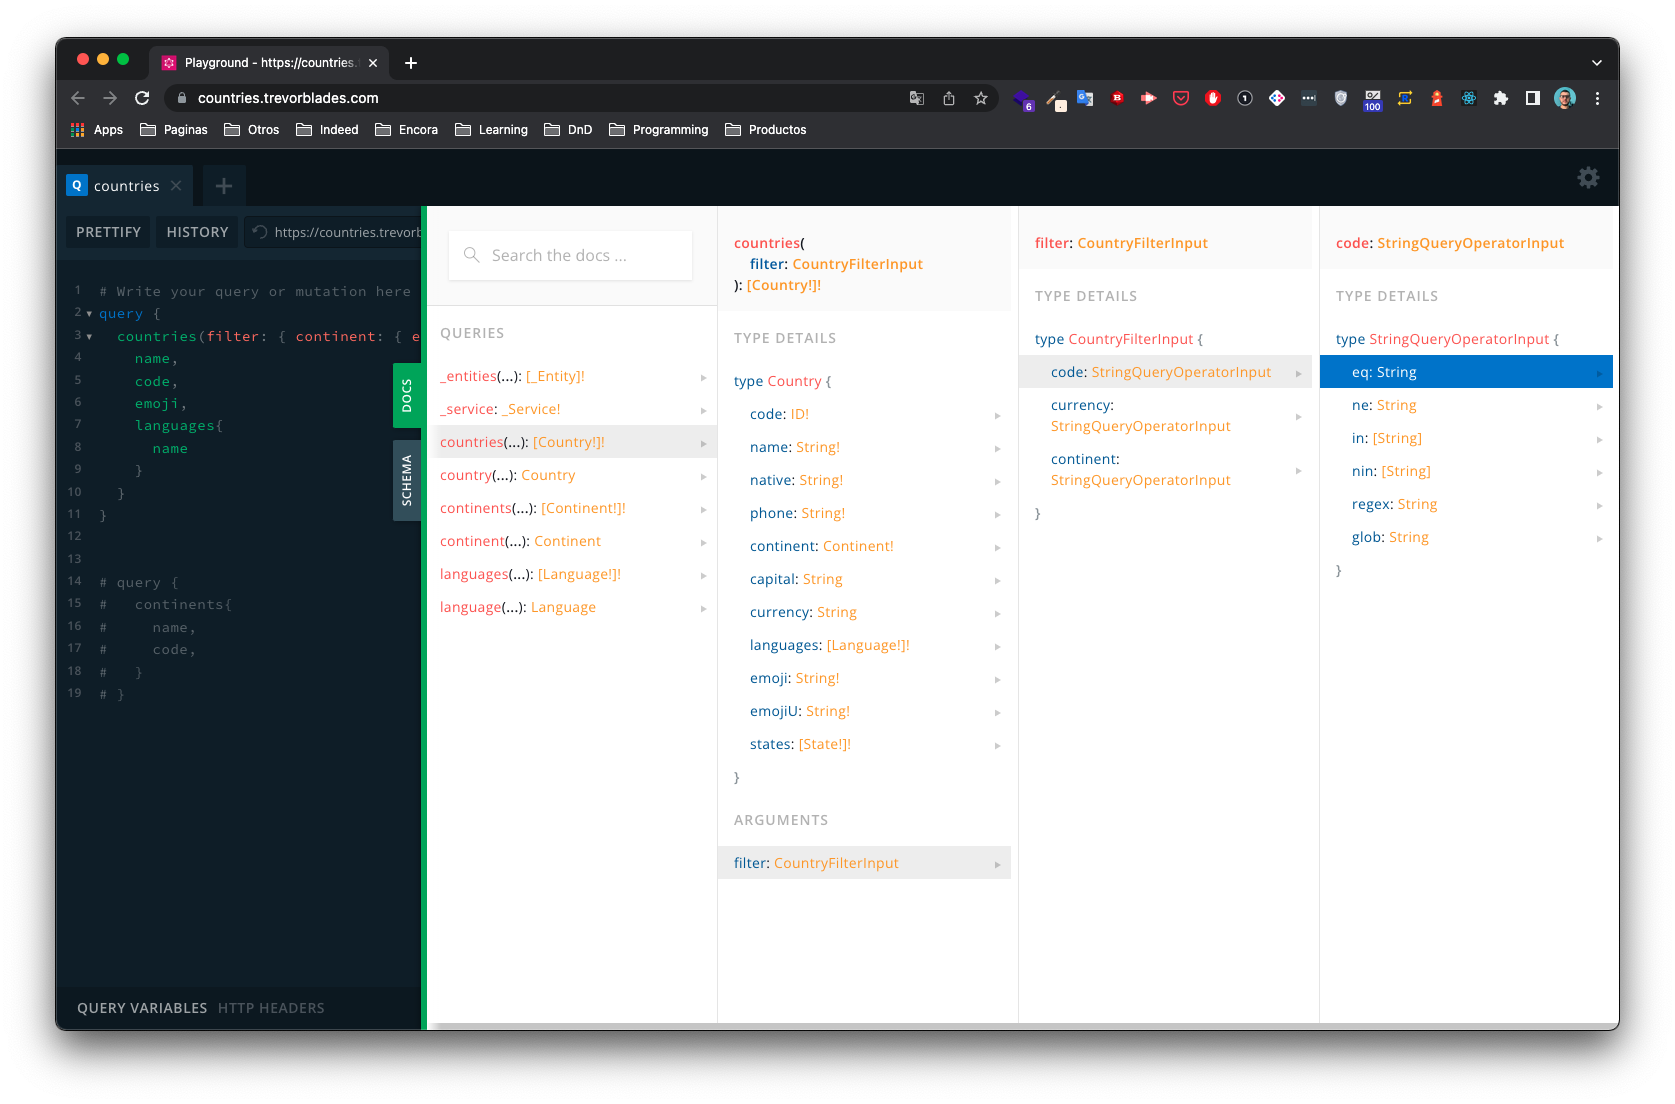 Playground - https://countries.
countries.trevorblades.com
6
1
100
Apps
Paginas
Otros
Indeed
Encora
Learning
DnD
Programming
Productos
Q countries
PRETTIFY
HISTORY
https://countries.trevorb
1 # Write your query or mutation here
2 query {
3 countries(filter: { continent: { e
4 name,
5 code,
6 emoji,
7 languages{
8 name
9 }
10 }
11 }
12
13
14 # query {
15 # continents{
16 # name,
17 # code,
18 # }
19 # }
QUERY VARIABLES
HTTP HEADERS
DOCS
SCHEMA
Search the docs ...
QUERIES
_entities(...): [_Entity]!
_service: _Service!
countries(...): [Country!]!
country(...): Country
continents(...): [Continent!]!
continent(...): Continent
languages(...): [Language!]!
language(...): Language
countries(
filter: CountryFilterInput
): [Country!]!
TYPE DETAILS
type Country {
code: ID!
name: String!
native: String!
phone: String!
continent: Continent!
capital: String
currency: String
languages: [Language!]!
emoji: String!
emojiU: String!
states: [State!]!
}
ARGUMENTS
filter: CountryFilterInput
filter: CountryFilterInput
TYPE DETAILS
type CountryFilterInput {
code: StringQueryOperatorInput
currency:
StringQueryOperatorInput
continent:
StringQueryOperatorInput
}
code: StringQueryOperatorInput
TYPE DETAILS
type StringQueryOperatorInput {
eq: String
ne: String
in: [String]
nin: [String]
regex: String
glob: String
}